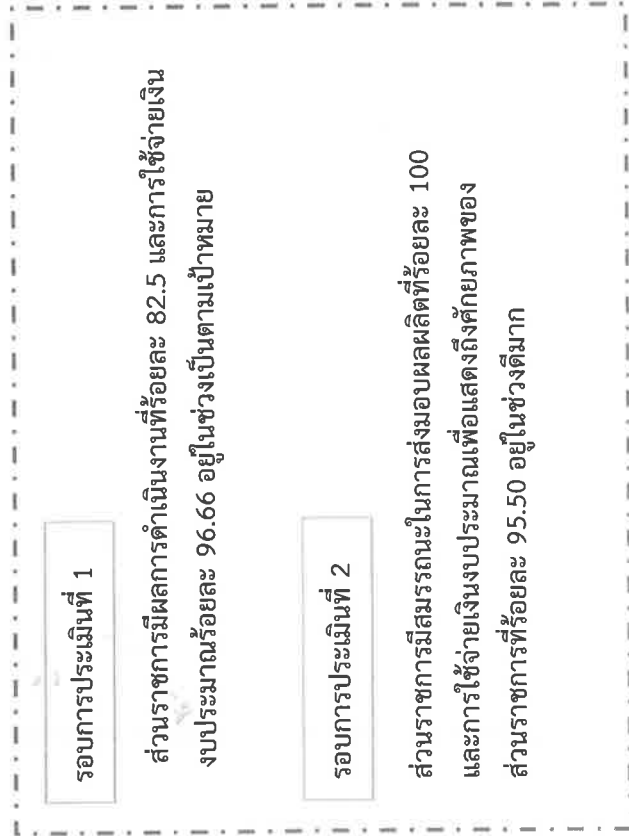 รอบการประเมินที่ 1
ส่วนราชการมีผลการดำเนินงานที่ร้อยละ 82.5 และการใช้จ่ายเงิน
งบประมาณร้อยละ 96.66 อยู่ในช่วงเป็นตามเป้าหมาย
รอบการประเมินที่ 2
ส่วนราชการมีสมรรถนะในการส่งมอบผลผลิตที่ร้อยละ 100
และการใช้จ่ายเงินงบประมาณเพื่อแสดงถึงศักยภาพของ
ส่วนราชการที่ร้อยละ 95.50 อยู่ในช่วงดีมาก